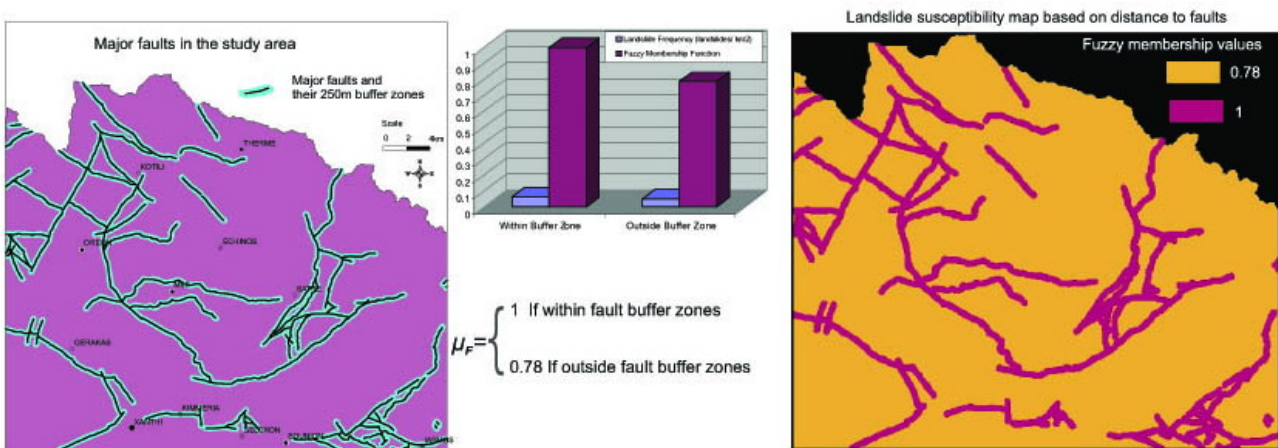 Major faults in the study area
Major faults and
their 250m buffer zones
Scale
0 2 4km
THERME
KOTILI
ECHINOS
GERAKAS
KIMMERIA
XANTHI
Landslide Frequency (landslides/ km2)
Fuzzy Membership Function
1
0.9
0.8
0.7
0.6
0.5
0.4
0.3
0.2
0.1
0
Within Buffer Zone
Outside Buffer Zone
μF=
1 If within fault buffer zones
0.78 If outside fault buffer zones
Landslide susceptibility map based on distance to faults
Fuzzy membership values
0.78
1